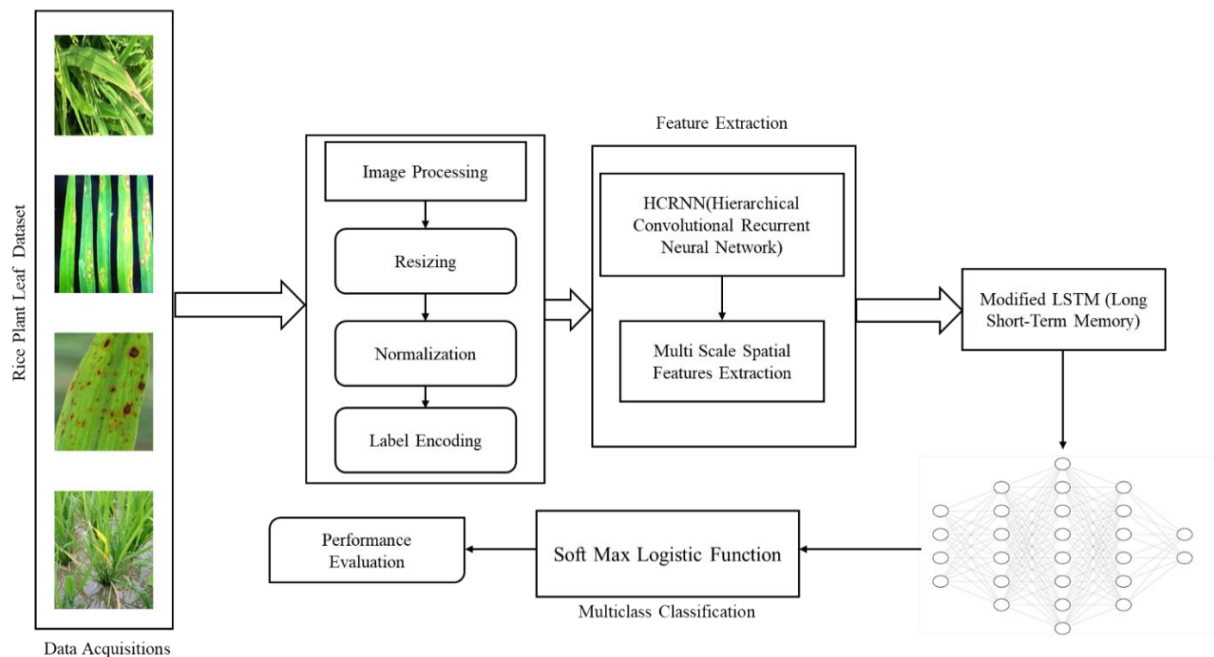 Rice Plant Leaf Dataset
Data Acquisitions
Image Processing
Resizing
Normalization
Label Encoding
Feature Extraction
HCRNN(Hierarchical
Convolutional Recurrent
Neural Network)
Multi Scale Spatial
Features Extraction
Modified LSTM (Long
Short-Term Memory)
Soft Max Logistic Function
Multiclass Classification
Performance
Evaluation